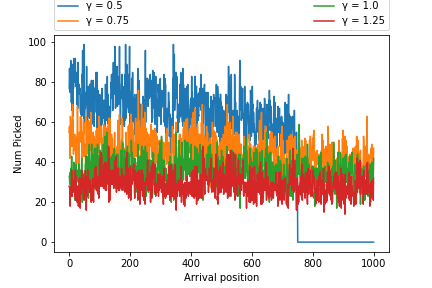 γ = 0.5 γ = 1.0
γ = 0.75 γ = 1.25
100
80
60
40
20
0
Num Picked
0 200 400 600 800 1000
Arrival position